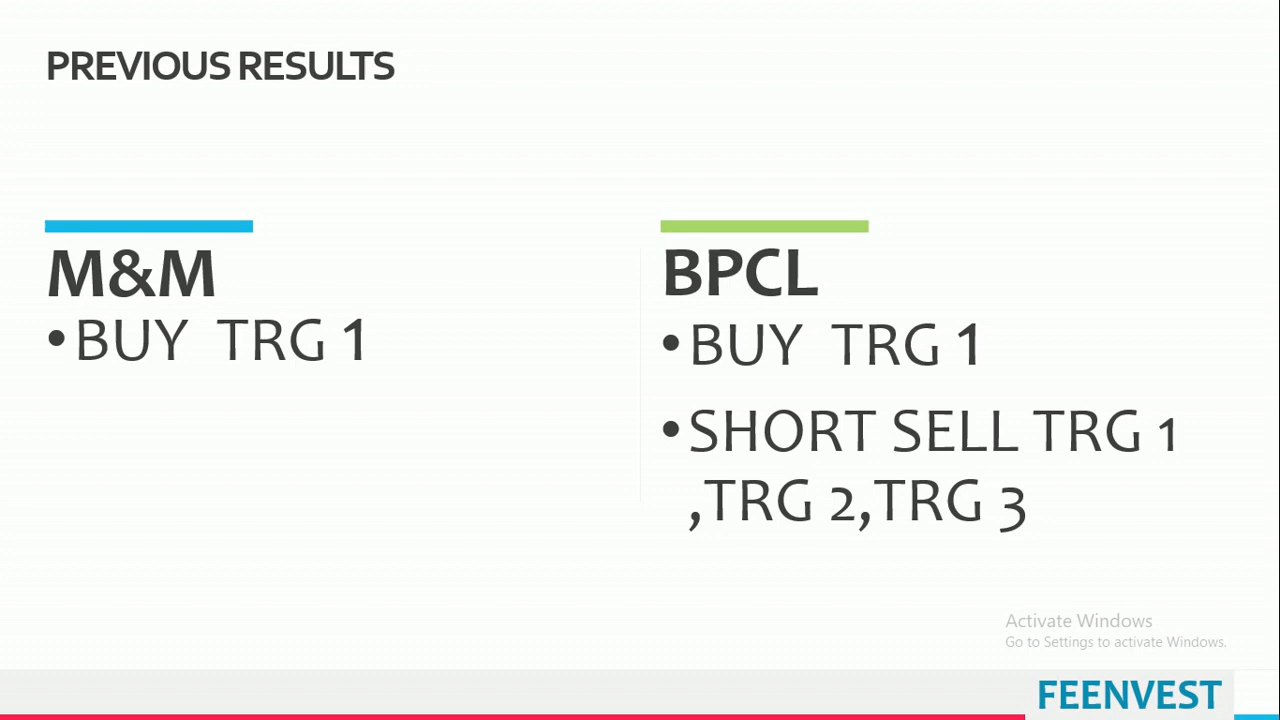 PREVIOUS RESULTS
M&M
•BUY TRG 1
BPCL
•BUY TRG 1
•SHORT SELL TRG 1
,TRG 2,TRG 3
Activate Windows
Go to Settings to activate Windows.
FEENVEST